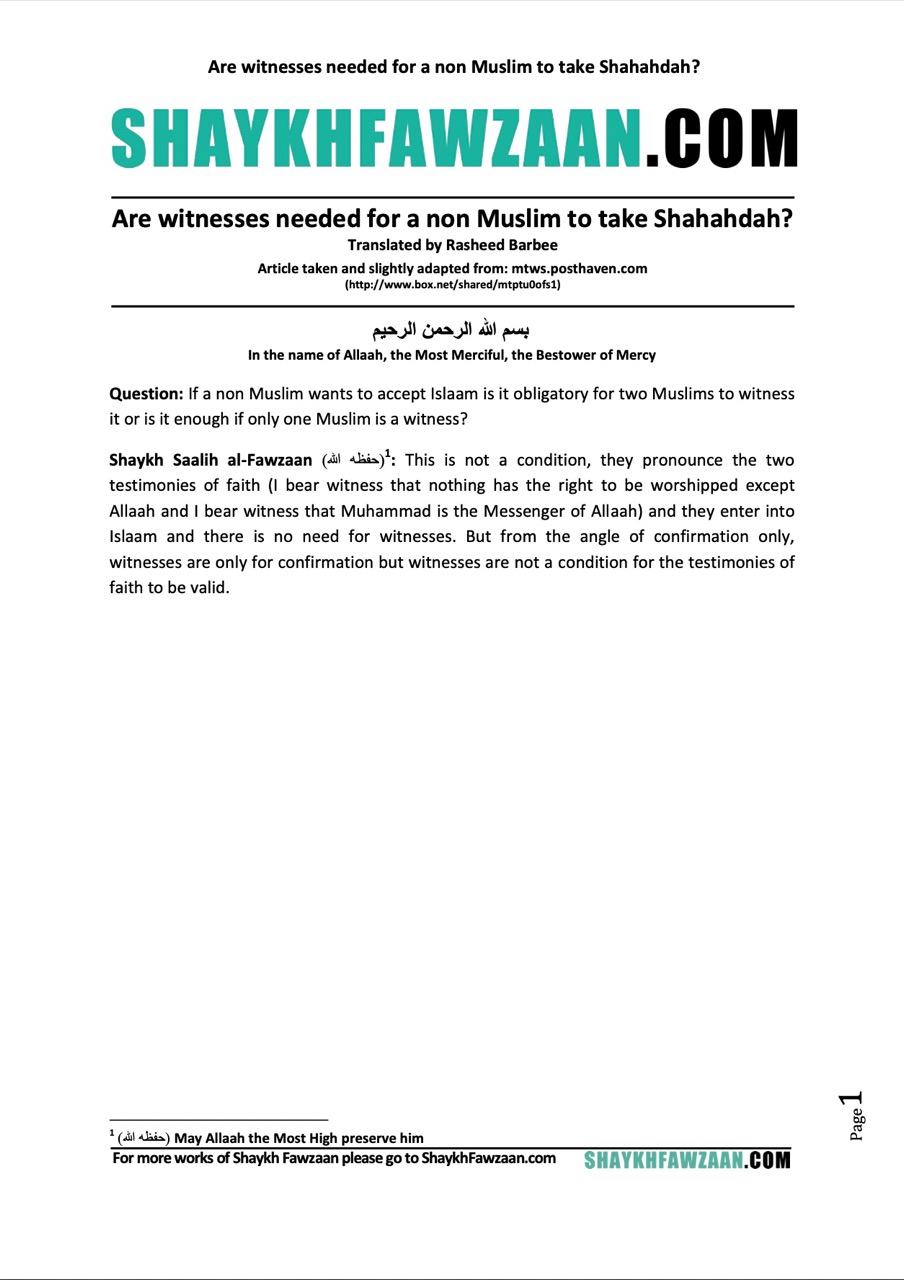 Are witnesses needed for a non Muslim to take Shahahdah?
SHAYKHFAWZAAN.COM
Are witnesses needed for a non Muslim to take Shahahdah?
Translated by Rasheed Barbee
Article taken and slightly adapted from: mtws.posthaven.com
(http://www.box.net/shared/mtptu0ofs1)
بسم الله الرحمن الرحيم
In the name of Allaah, the Most Merciful, the Bestower of Mercy
Question: If a non Muslim wants to accept Islaam is it obligatory for two Muslims to witness
it or is it enough if only one Muslim is a witness?
Shaykh Saalih al-Fawzaan (حفظه الله)1: This is not a condition, they pronounce the two
testimonies of faith (I bear witness that nothing has the right to be worshipped except
Allaah and I bear witness that Muhammad is the Messenger of Allaah) and they enter into
Islaam and there is no need for witnesses. But from the angle of confirmation only,
witnesses are only for confirmation but witnesses are not a condition for the testimonies of
faith to be valid.
Page 1
1 (حفظه الله) May Allaah the Most High preserve him
For more works of Shaykh Fawzaan please go to ShaykhFawzaan.com SHAYKHFAWZAAN.COM